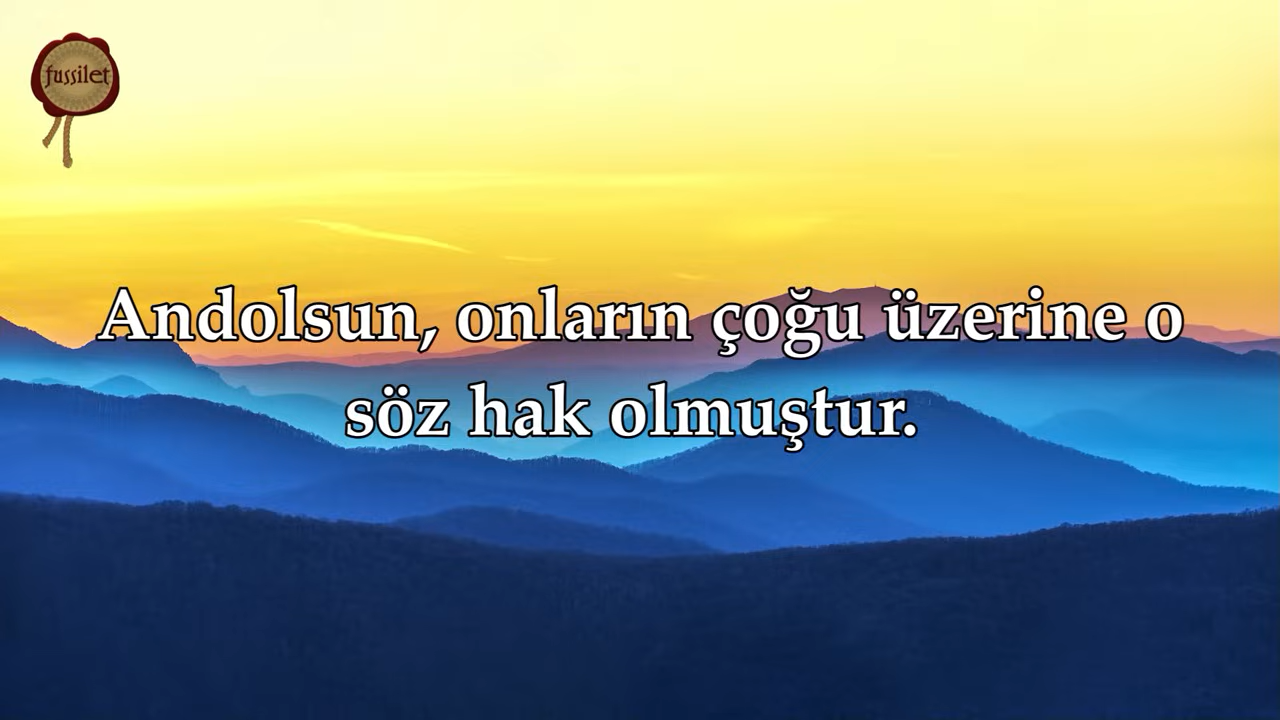 fussilet
Andolsun, onların çoğu üzerine o
söz hak olmuştur.